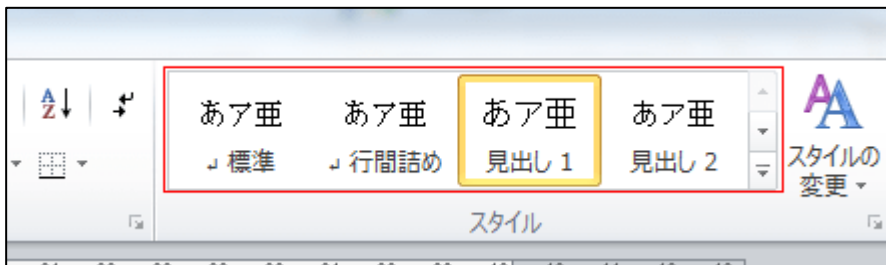 A
Z
あア亜 あア亜 あア亜 あア亜
↲ 標準 ↲ 行間詰め 見出し 1 見出し 2
AA
スタイルの
変更
スタイル